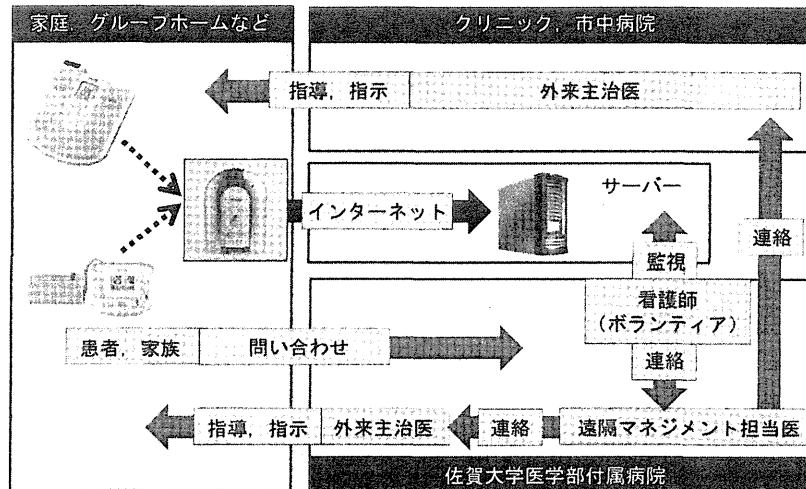 家庭，グループホームなど
クリニック，市中病院
指導，指示
外来主治医
サーバー
インターネット
連絡
監視
看護師
（ボランティア）
連絡
患者，家族
問い合わせ
指導，指示
外来主治医
連絡
遠隔マネジメント担当医
佐賀大学医学部付属病院